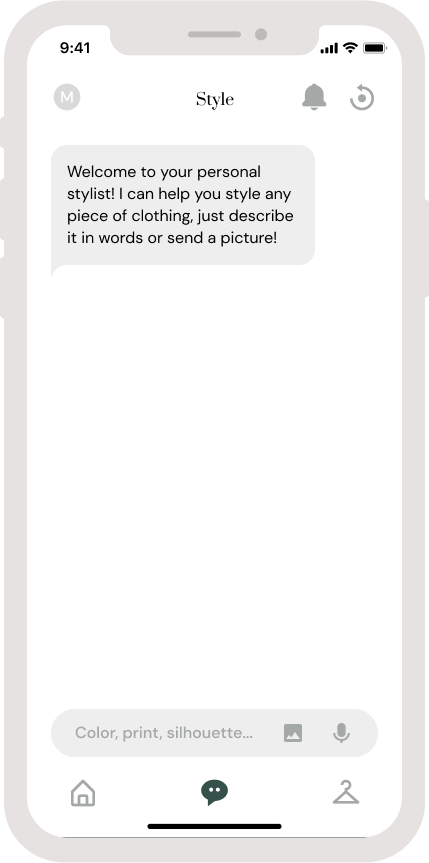 9:41
M
Style
Welcome to your personal
stylist! I can help you style any
piece of clothing, just describe
it in words or send a picture!
Color, print, silhouette...